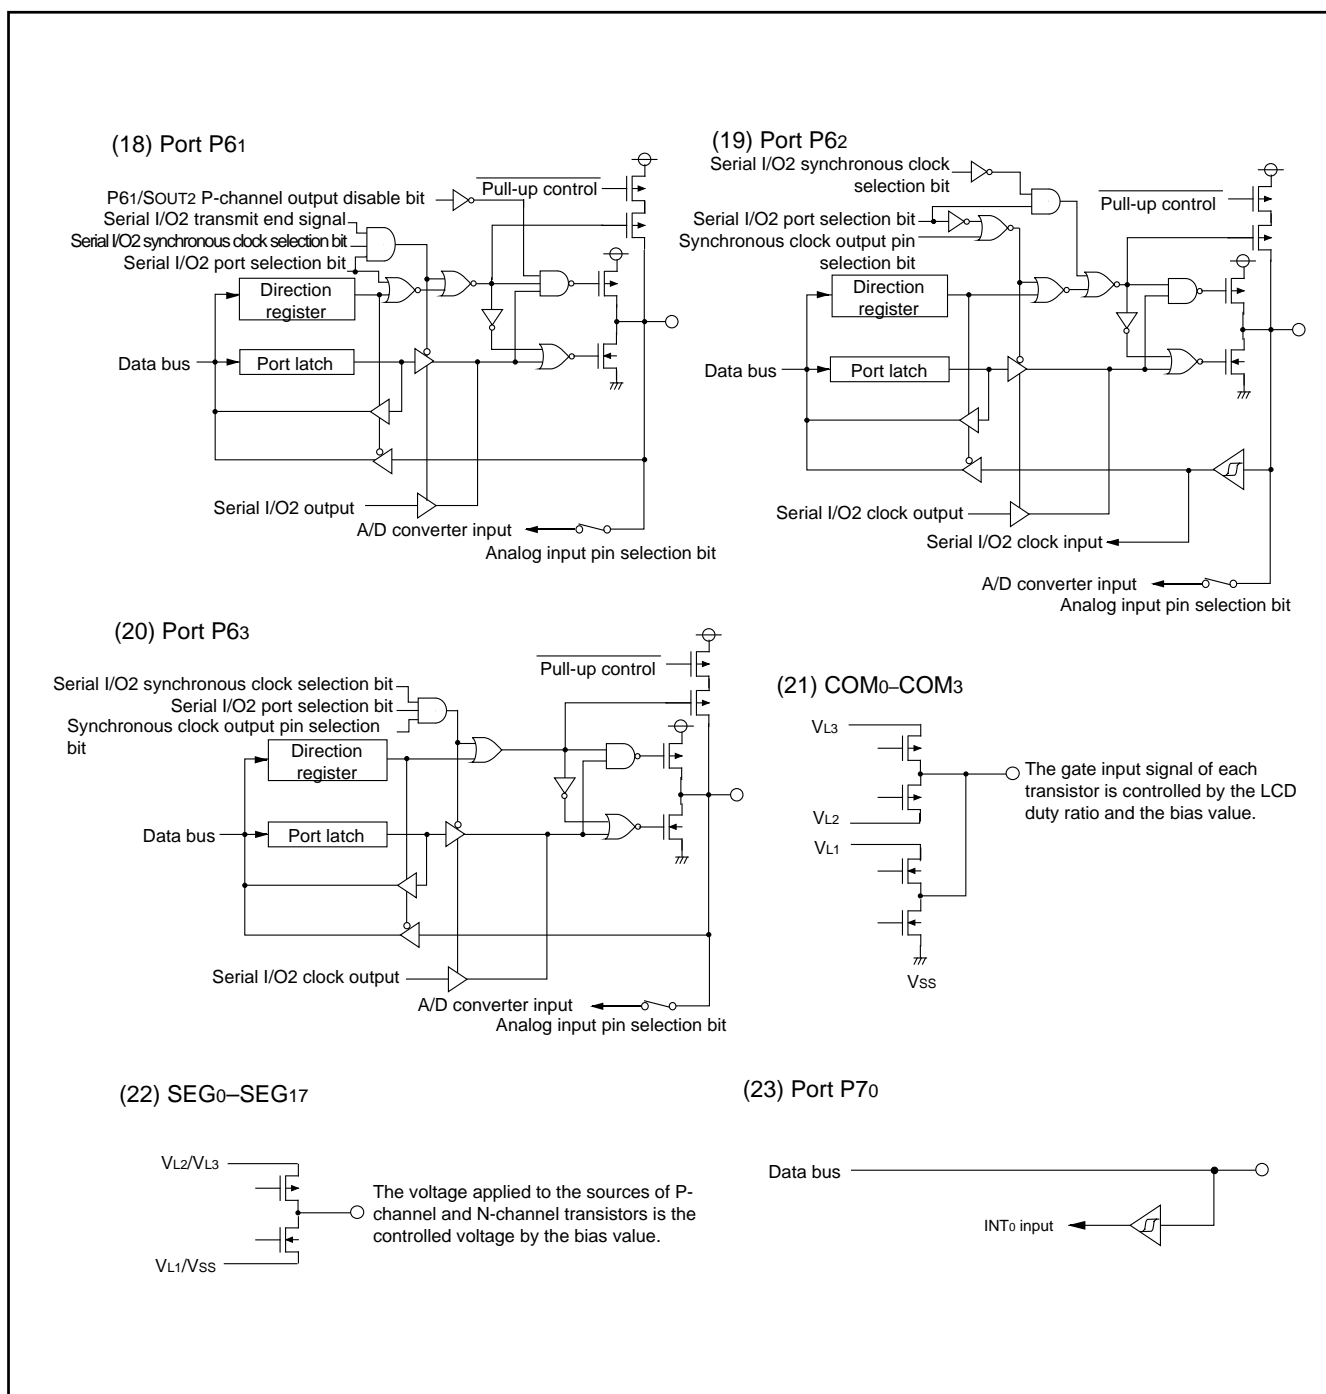 (18) Port P61
P61/SOUT2 P-channel output disable bit
Pull-up control
Serial I/O2 transmit end signal
Serial I/O2 synchronous clock selection bit
Serial I/O2 port selection bit
Direction
register
Data bus
Port latch
Serial I/O2 output
A/D converter input
Analog input pin selection bit
(19) Port P62
Serial I/O2 synchronous clock
selection bit
Pull-up control
Serial I/O2 port selection bit
Synchronous clock output pin
selection bit
Direction
register
Data bus
Port latch
Serial I/O2 clock output
Serial I/O2 clock input
A/D converter input
Analog input pin selection bit
(20) Port P63
Pull-up control
Serial I/O2 synchronous clock selection bit
Serial I/O2 port selection bit
Synchronous clock output pin selection
bit
Direction
register
Data bus
Port latch
Serial I/O2 clock output
A/D converter input
Analog input pin selection bit
(21) COM0–COM3
VL3
VL2
VL1
VSS
The gate input signal of each
transistor is controlled by the LCD
duty ratio and the bias value.
(22) SEG0–SEG17
VL2/VL3
VL1/VSS
The voltage applied to the sources of P-
channel and N-channel transistors is the
controlled voltage by the bias value.
(23) Port P70
Data bus
INT0 input